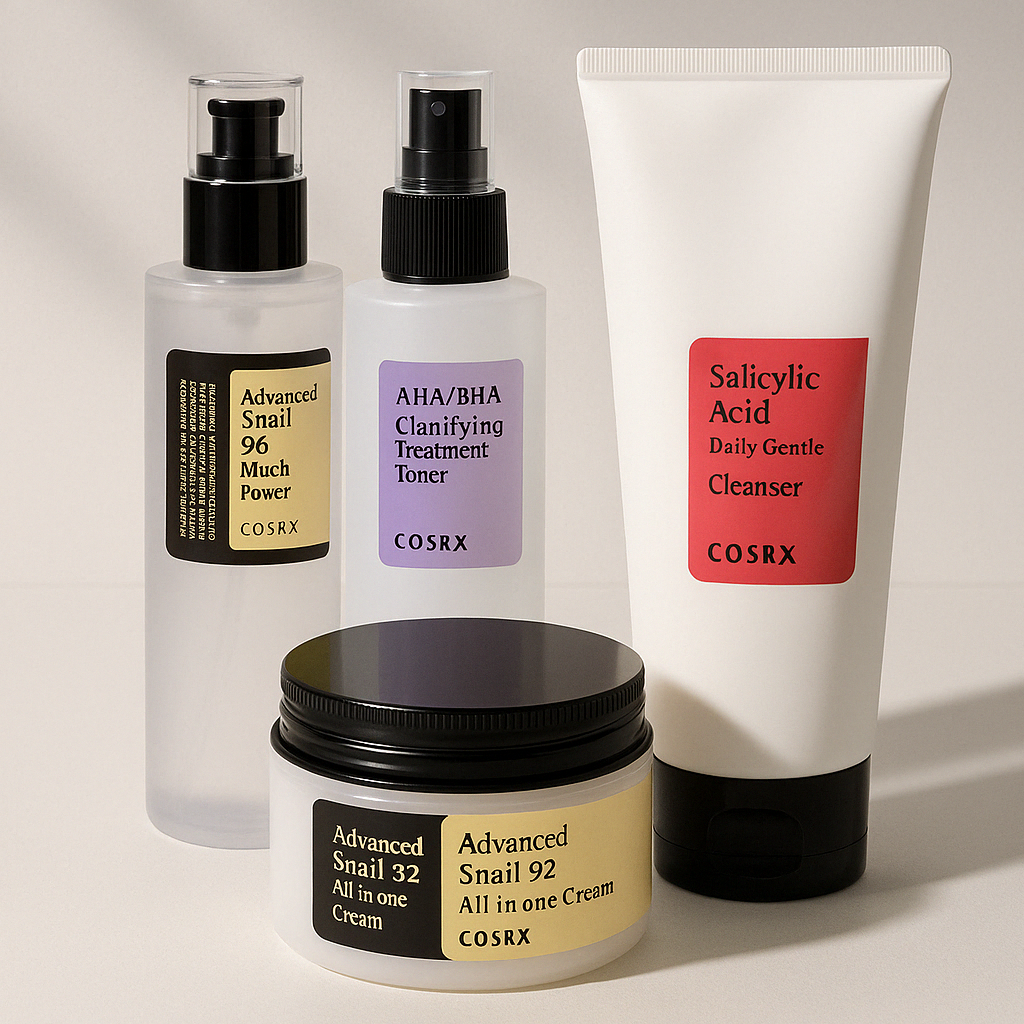 Advanced
Snail
96
Much
Power
COSRX
AHA/BHA
Clanifying
Treatment
Toner
COSRX
Salicylic
Acid
Daily Gentle
Cleanser
COSRX
Advanced
Snail 32
All in one
Cream
Advanced
Snail 92
All in one Cream
COSRX